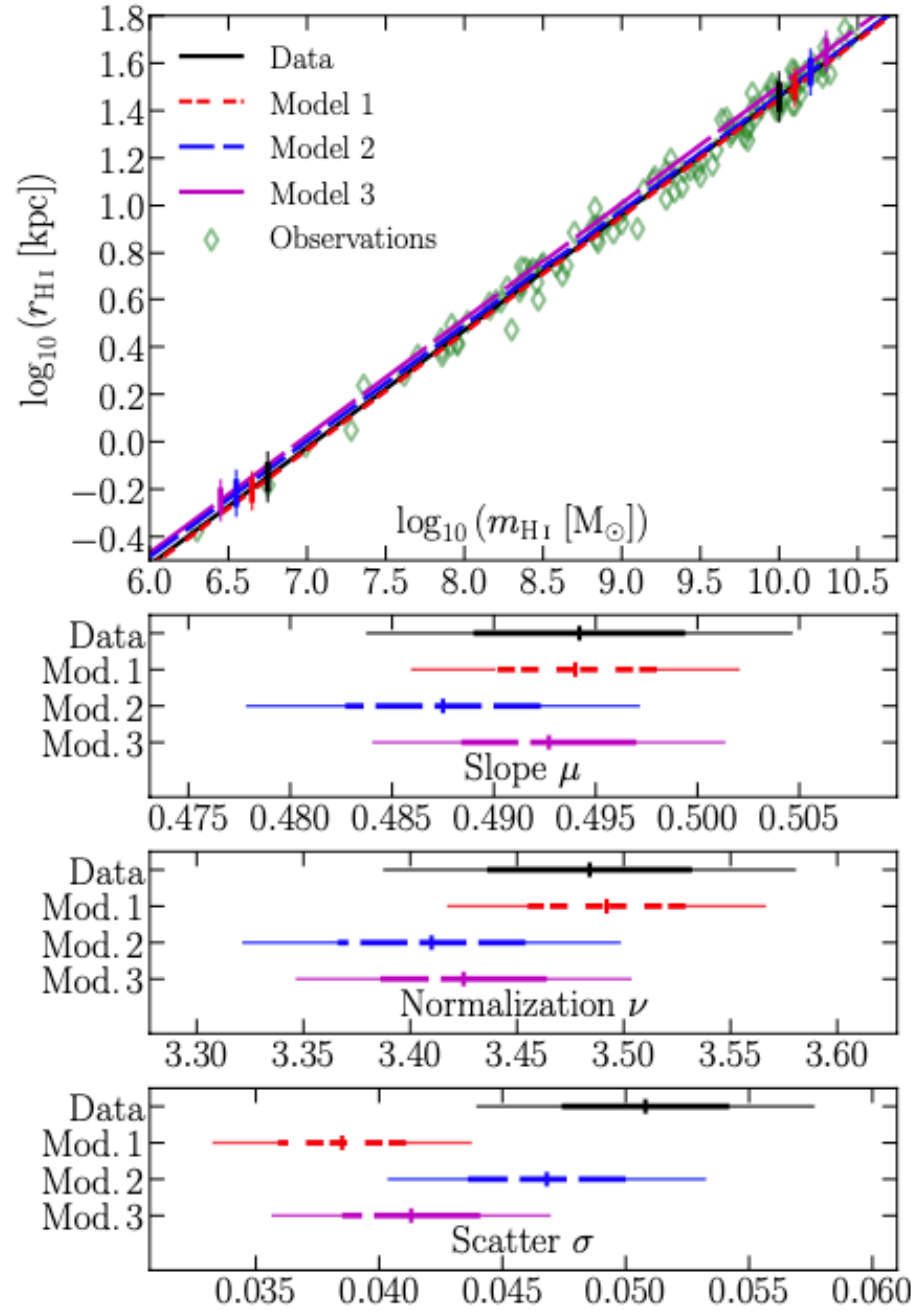 1.8
1.6
1.4
1.2
1.0
0.8
0.6
0.4
0.2
0.0
−0.2
−0.4
log₁₀ (r_H I [kpc])
Data
Model 1
Model 2
Model 3
Observations
log₁₀ (m_H I [M_⊙])
6.0 6.5 7.0 7.5 8.0 8.5 9.0 9.5 10.0 10.5
Data
Mod. 1
Mod. 2
Mod. 3
Slope μ
0.475 0.480 0.485 0.490 0.495 0.500 0.505
Data
Mod. 1
Mod. 2
Mod. 3
Normalization ν
3.30 3.35 3.40 3.45 3.50 3.55 3.60
Data
Mod. 1
Mod. 2
Mod. 3
Scatter σ
0.035 0.040 0.045 0.050 0.055 0.060